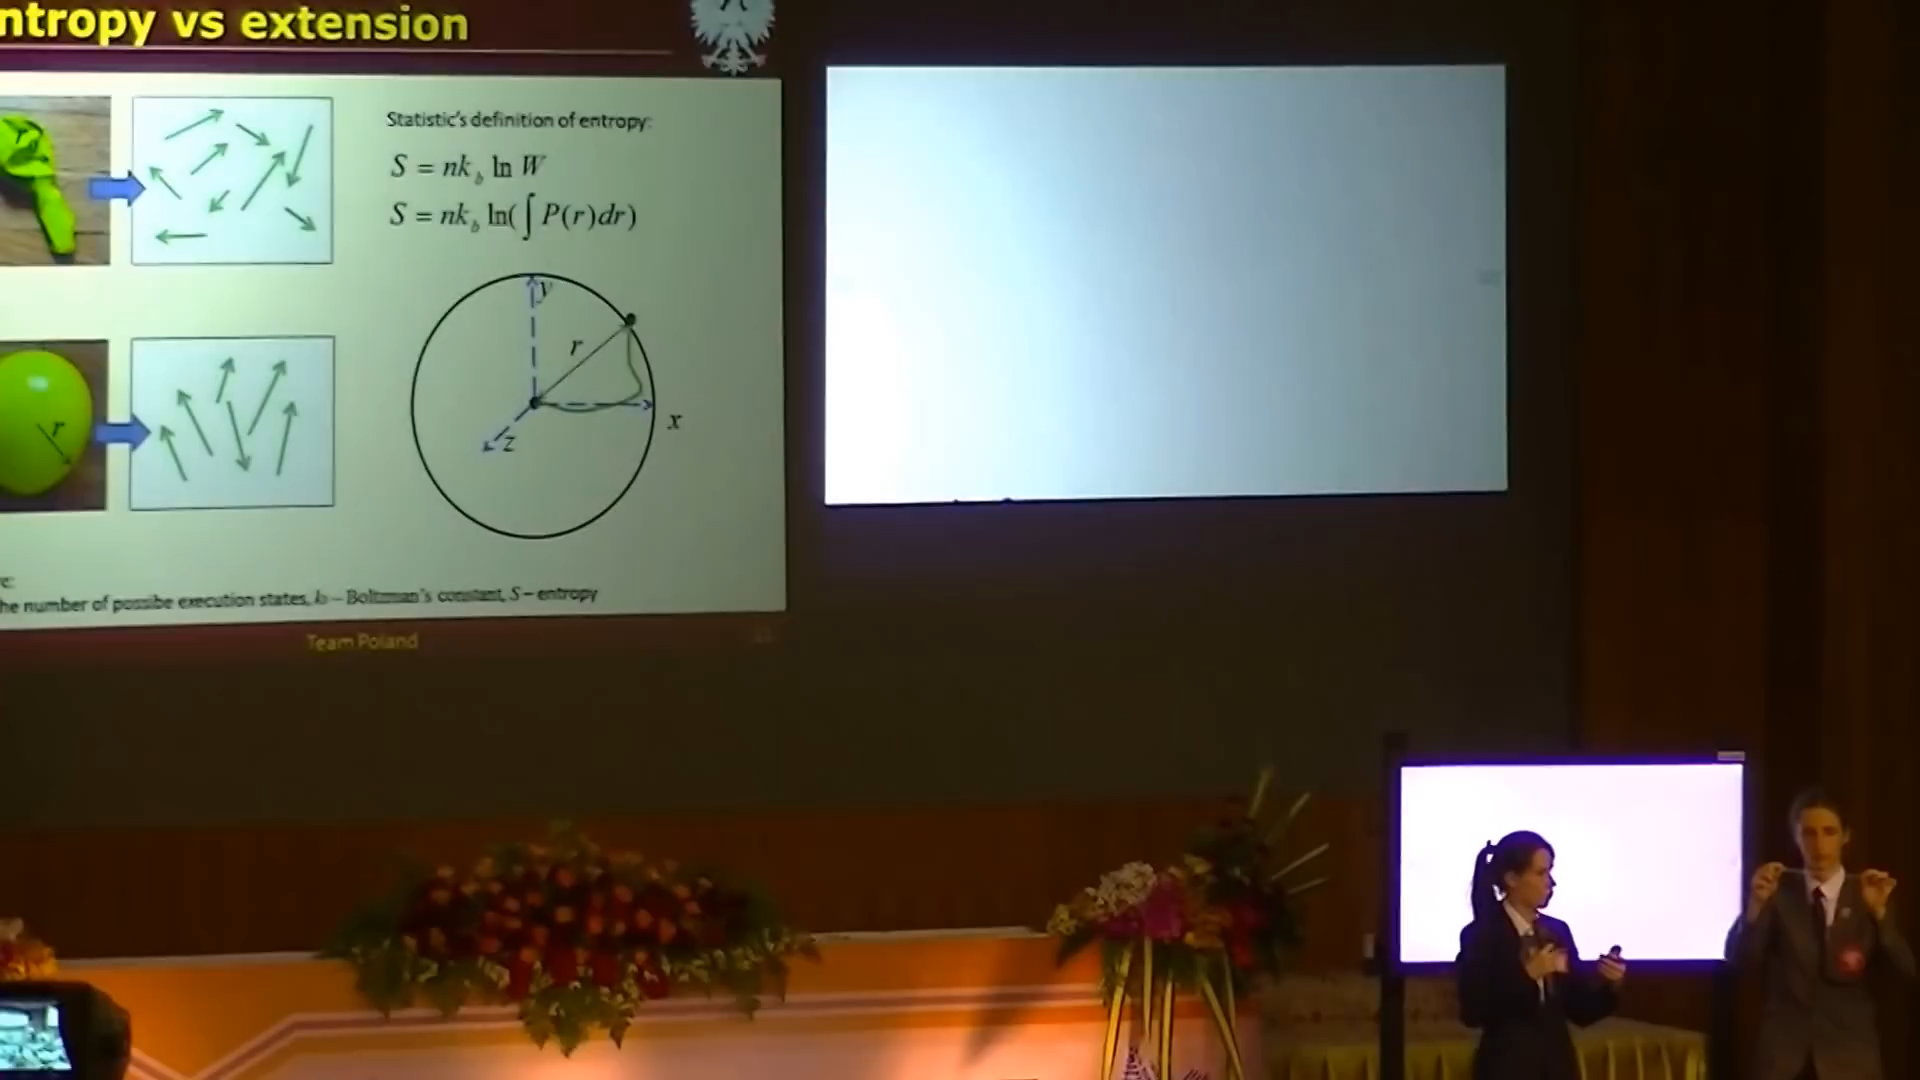 ntropy vs extension
Statistic's definition of entropy:
S = nk_b ln W
S = nk_b ln(∫ P(r)dr)
y
r
x
z
r
e:
he number of possibe execution states, k_b – Boltzman's constant, S – entropy
Team Poland